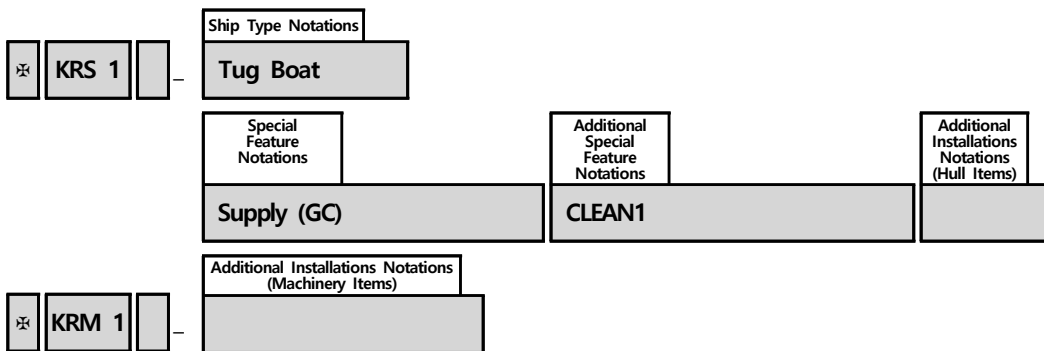 Ship Type Notations
✠ KRS 1 _ Tug Boat
Special
Feature
Notations
Additional
Special
Feature
Notations
Additional
Installations
Notations
(Hull Items)
Supply (GC) CLEAN1
Additional Installations Notations
(Machinery Items)
✠ KRM 1 _